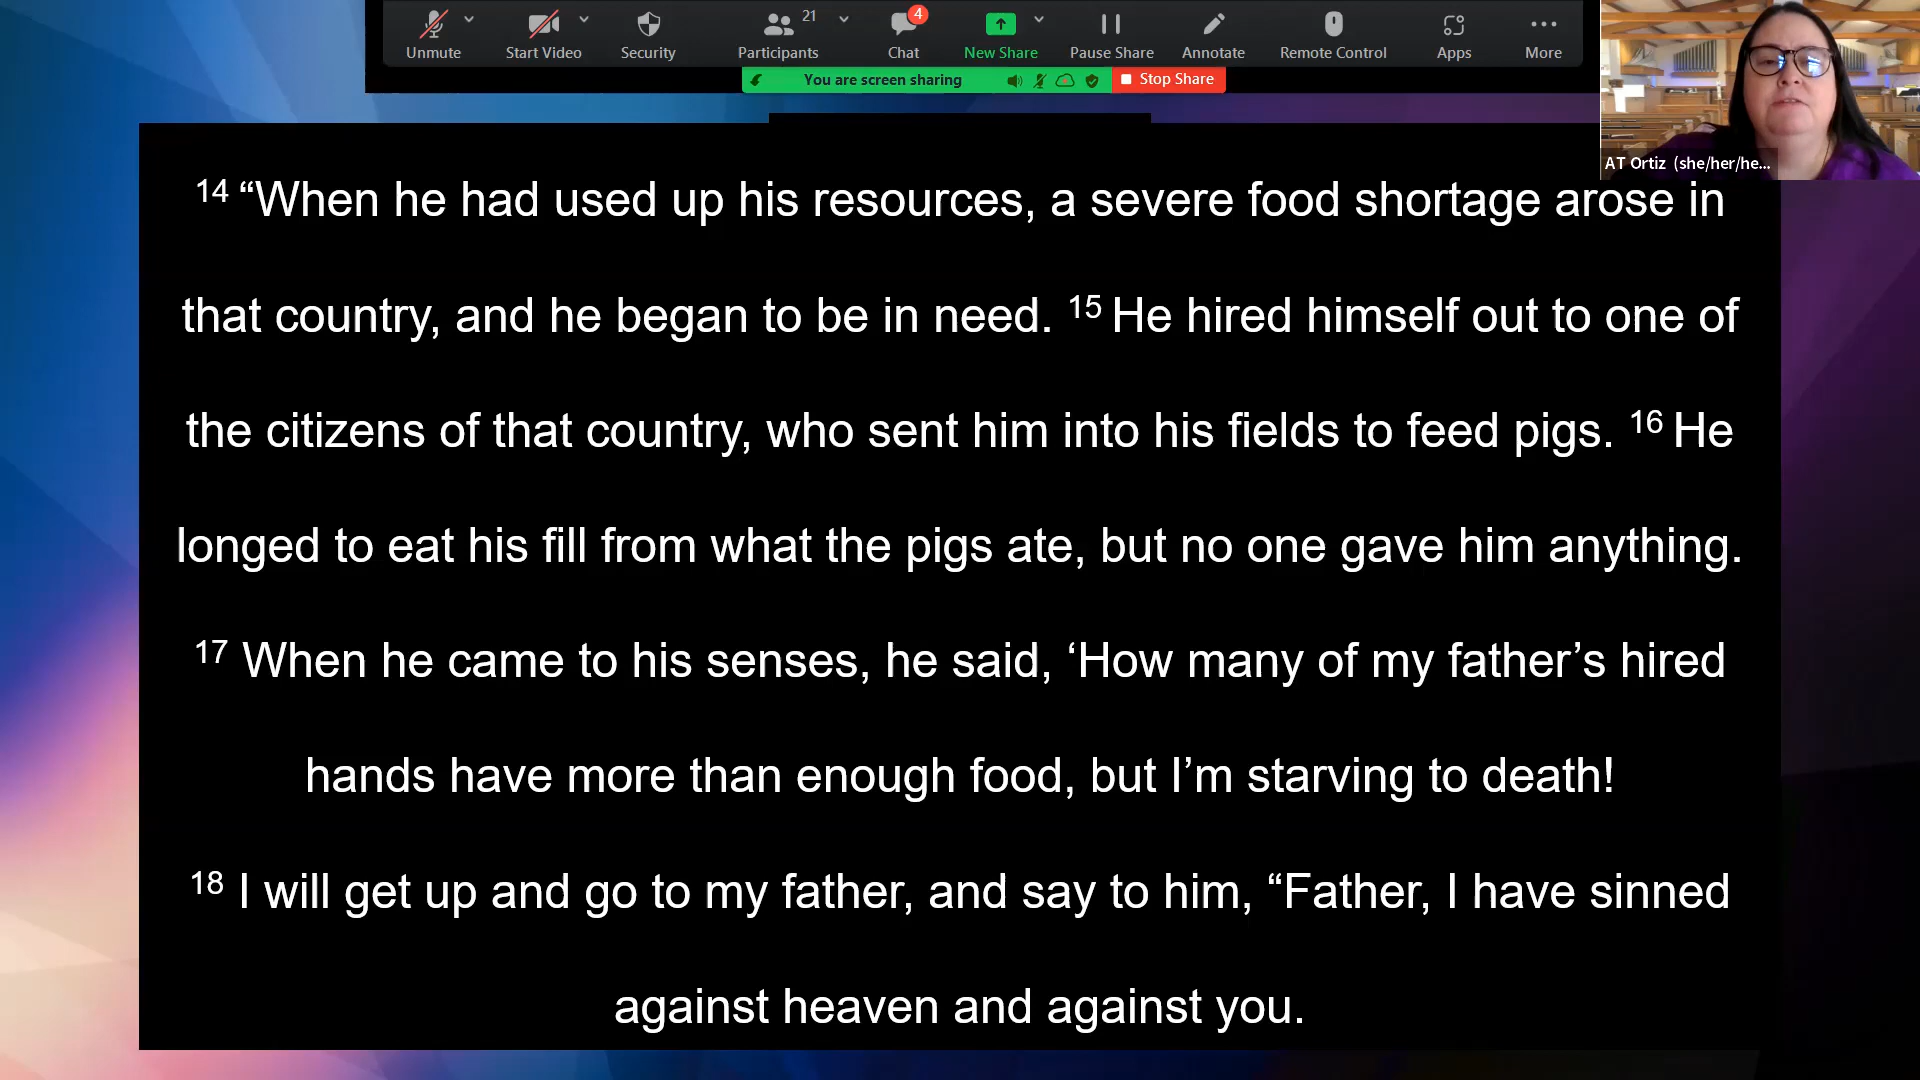 Unmute
Start Video
Security
21
Participants
4
Chat
New Share
Pause Share
Annotate
Remote Control
Apps
More
You are screen sharing
Stop Share
AT Ortiz (she/her/he...
14 “When he had used up his resources, a severe food shortage arose in
that country, and he began to be in need. 15 He hired himself out to one of
the citizens of that country, who sent him into his fields to feed pigs. 16 He
longed to eat his fill from what the pigs ate, but no one gave him anything.
17 When he came to his senses, he said, ‘How many of my father’s hired
hands have more than enough food, but I’m starving to death!
18 I will get up and go to my father, and say to him, “Father, I have sinned
against heaven and against you.